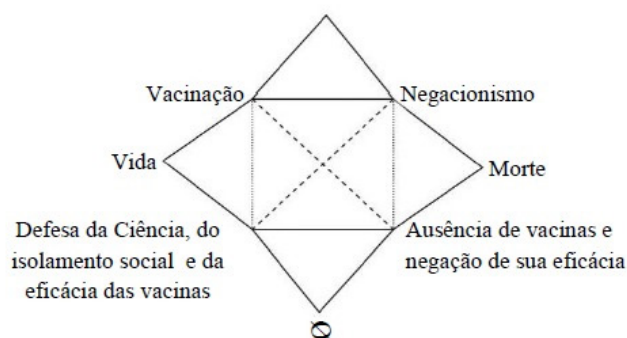 Vacinação
Negacionismo
Vida
Morte
Defesa da Ciência, do
isolamento social e da
eficácia das vacinas
Ausência de vacinas e
negação de sua eficácia
Ø